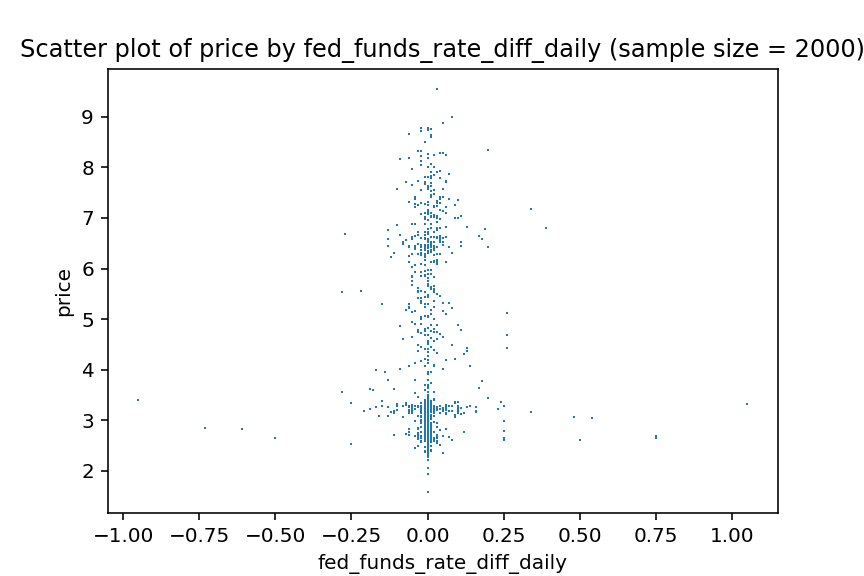 Scatter plot of price by fed_funds_rate_diff_daily (sample size = 2000)
9
8
7
6
5
4
3
2
price
−1.00 −0.75 −0.50 −0.25 0.00 0.25 0.50 0.75 1.00
fed_funds_rate_diff_daily